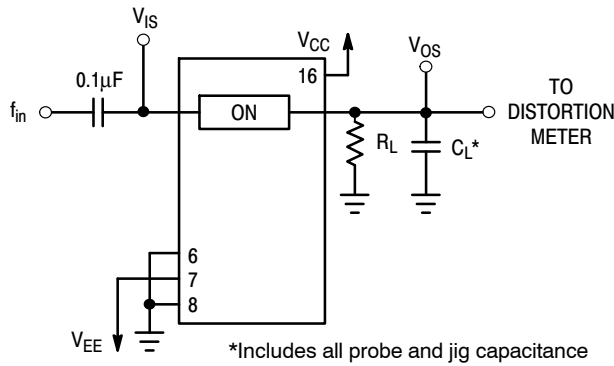 V_IS
V_CC
V_OS
0.1μF
16
f_in
ON
TO
DISTORTION
METER
R_L
C_L*
6
7
8
V_EE
*Includes all probe and jig capacitance